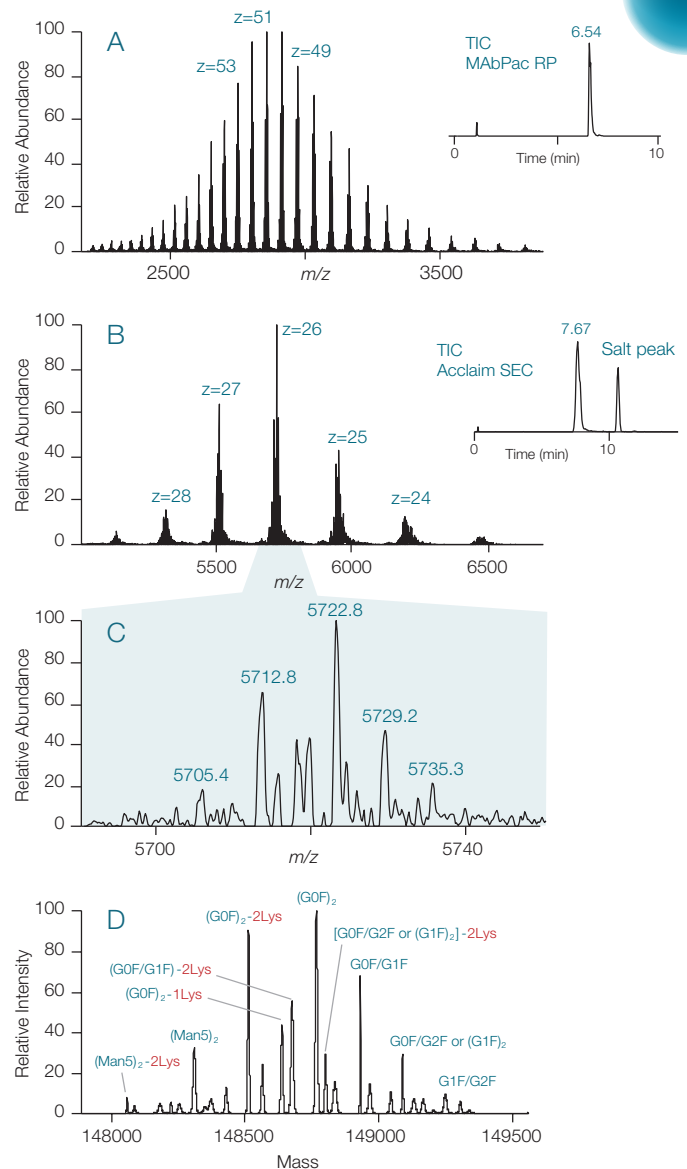 A
z=51
z=53
z=49
TIC
MAbPac RP
6.54
0
10
Time (min)
Relative Abundance
100
80
60
40
20
0
2500
m/z
3500
B
z=26
z=27
z=25
z=28
z=24
TIC
Acclaim SEC
7.67
Salt peak
0
10
Time (min)
Relative Abundance
100
80
60
40
20
0
5500
6000
6500
m/z
C
5722.8
5712.8
5729.2
5705.4
5735.3
Relative Abundance
100
80
60
40
20
0
5700
m/z
5740
D
(G0F)₂
(G0F)₂-2Lys
[G0F/G2F or (G1F)₂]-2Lys
(G0F/G1F)-2Lys
G0F/G1F
(G0F)₂-1Lys
(Man5)₂
G0F/G2F or (G1F)₂
(Man5)₂-2Lys
G1F/G2F
Relative Intensity
100
80
60
40
20
0
148000
148500
149000
149500
Mass